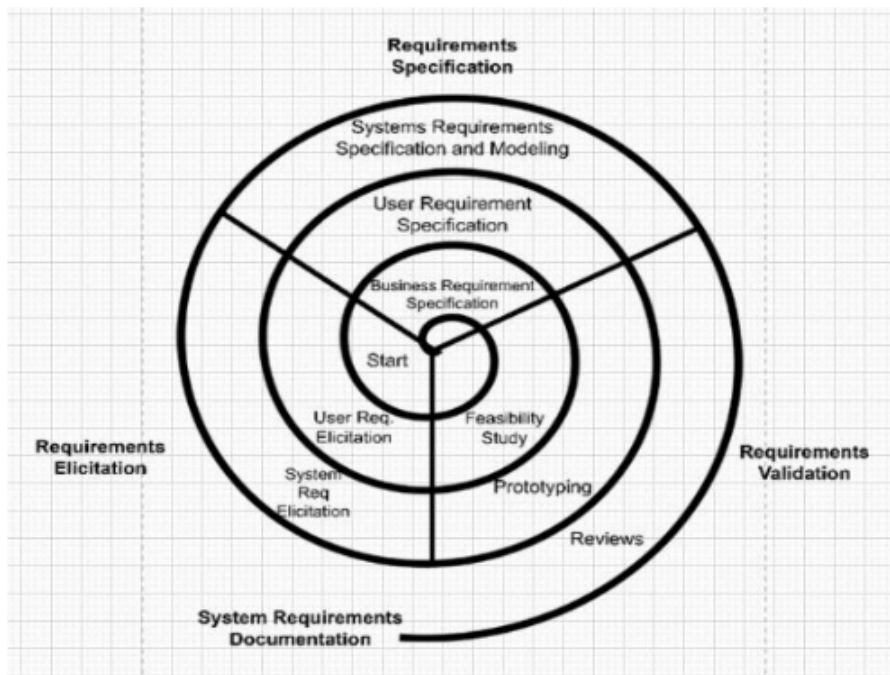 Requirements
Specification
Systems Requirements
Specification and Modeling
User Requirement
Specification
Business Requirement
Specification
Start
User Req.
Elicitation
Feasibility
Study
Requirements
Elicitation
Requirements
Validation
System
Req
Elicitation
Prototyping
Reviews
System Requirements
Documentation